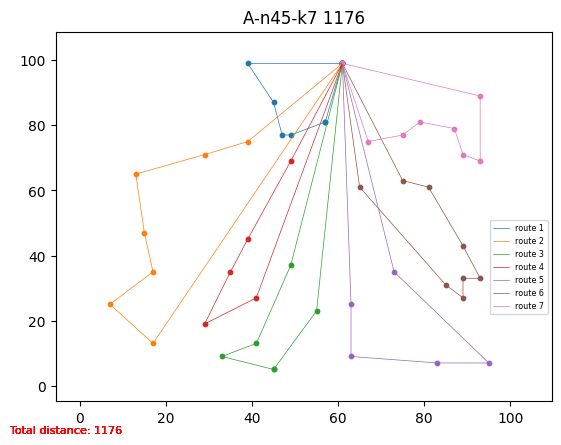 A-n45-k7 1176
100
80
60
40
20
0
0 20 40 60 80 100
route 1
route 2
route 3
route 4
route 5
route 6
route 7
Total distance: 1176